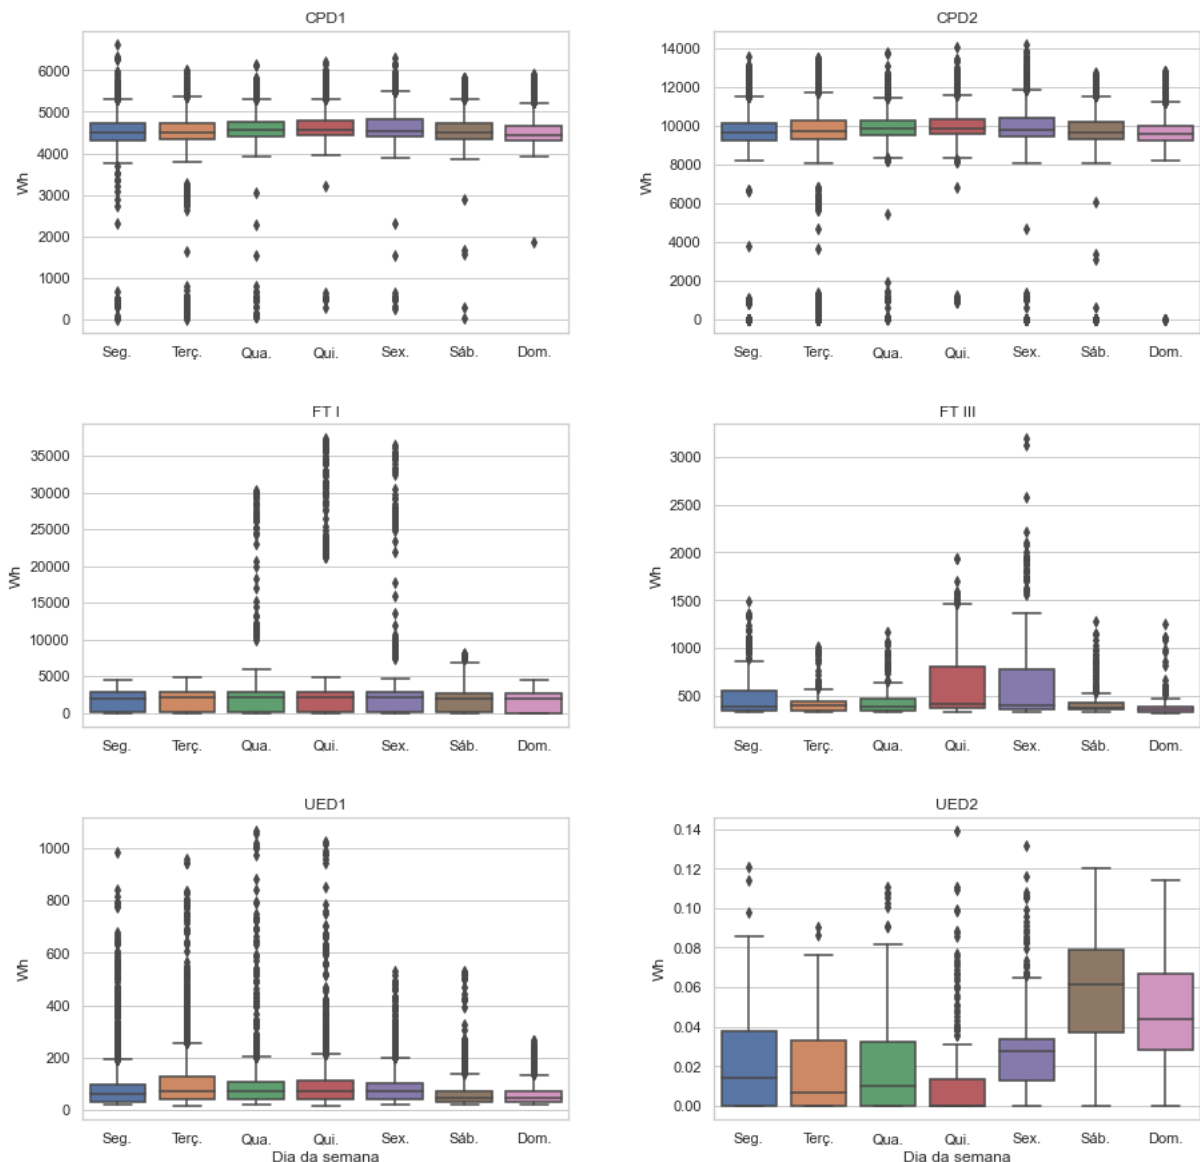 CPD1
Wh
6000
5000
4000
3000
2000
1000
0
Seg. Terç. Qua. Qui. Sex. Sáb. Dom.
CPD2
Wh
14000
12000
10000
8000
6000
4000
2000
0
Seg. Terç. Qua. Qui. Sex. Sáb. Dom.
FT I
Wh
35000
30000
25000
20000
15000
10000
5000
0
Seg. Terç. Qua. Qui. Sex. Sáb. Dom.
FT III
Wh
3000
2500
2000
1500
1000
500
Seg. Terç. Qua. Qui. Sex. Sáb. Dom.
UED1
Wh
1000
800
600
400
200
0
Seg. Terç. Qua. Qui. Sex. Sáb. Dom.
Dia da semana
UED2
Wh
0.14
0.12
0.10
0.08
0.06
0.04
0.02
0.00
Seg. Terç. Qua. Qui. Sex. Sáb. Dom.
Dia da semana